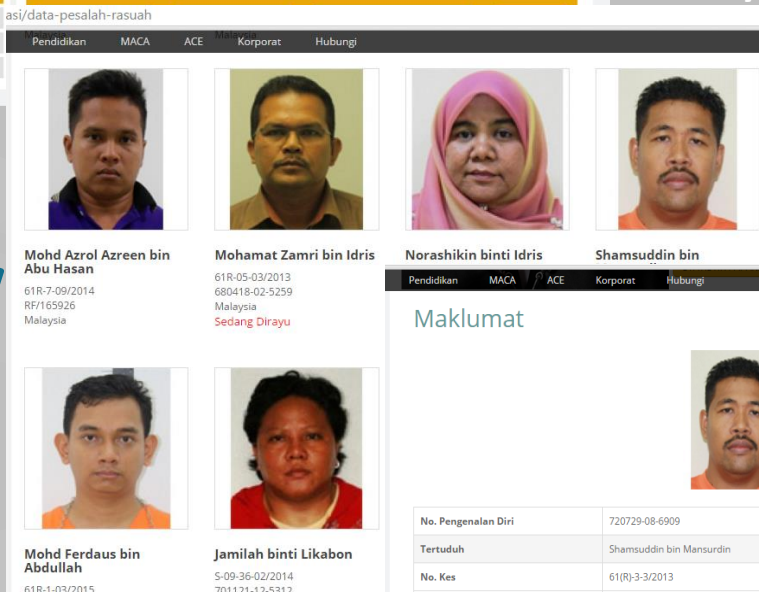 asi/data-pesalah-rasuah
Pendidikan MACA ACE Korporat Hubungi
Mohd Azrol Azreen bin
Abu Hasan
61R-7-09/2014
RF/165926
Malaysia
Mohamat Zamri bin Idris
61R-05-03/2013
680418-02-5259
Malaysia
Sedang Dirayu
Norashikin binti Idris
Shamsuddin bin
Pendidikan MACA ACE Korporat Hubungi
Maklumat
No. Pengenalan Diri 720729-08-6909
Tertuduh Shamsuddin bin Mansurdin
No. Kes 61(R)-3-3/2013
Mohd Ferdaus bin
Abdullah
61R-1-03/2015
Jamilah binti Likabon
S-09-36-02/2014
701121-12-5312